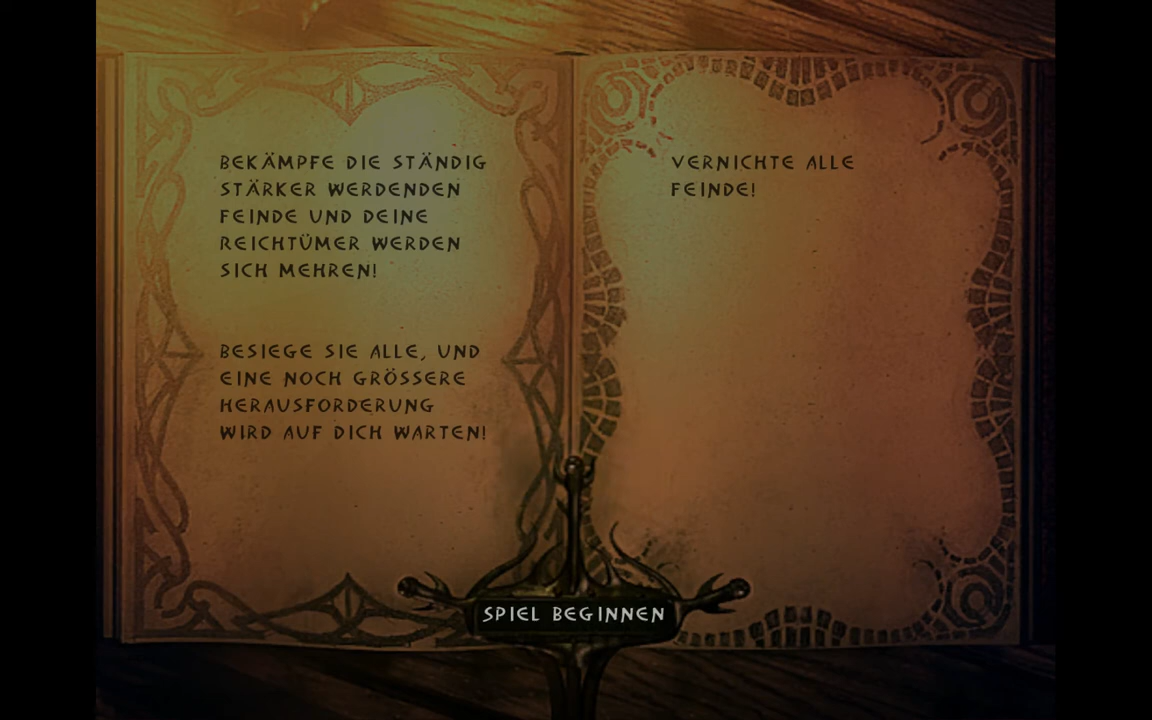 BEKÄMPFE DIE STÄNDIG
STÄRKER WERDENDEN
FEINDE UND DEINE
REICHTÜMER WERDEN
SICH MEHREN!
BESIEGE SIE ALLE, UND
EINE NOCH GRÖSSERE
HERAUSFORDERUNG
WIRD AUF DICH WARTEN!
VERNICHTE ALLE
FEINDE!
SPIEL BEGINNEN